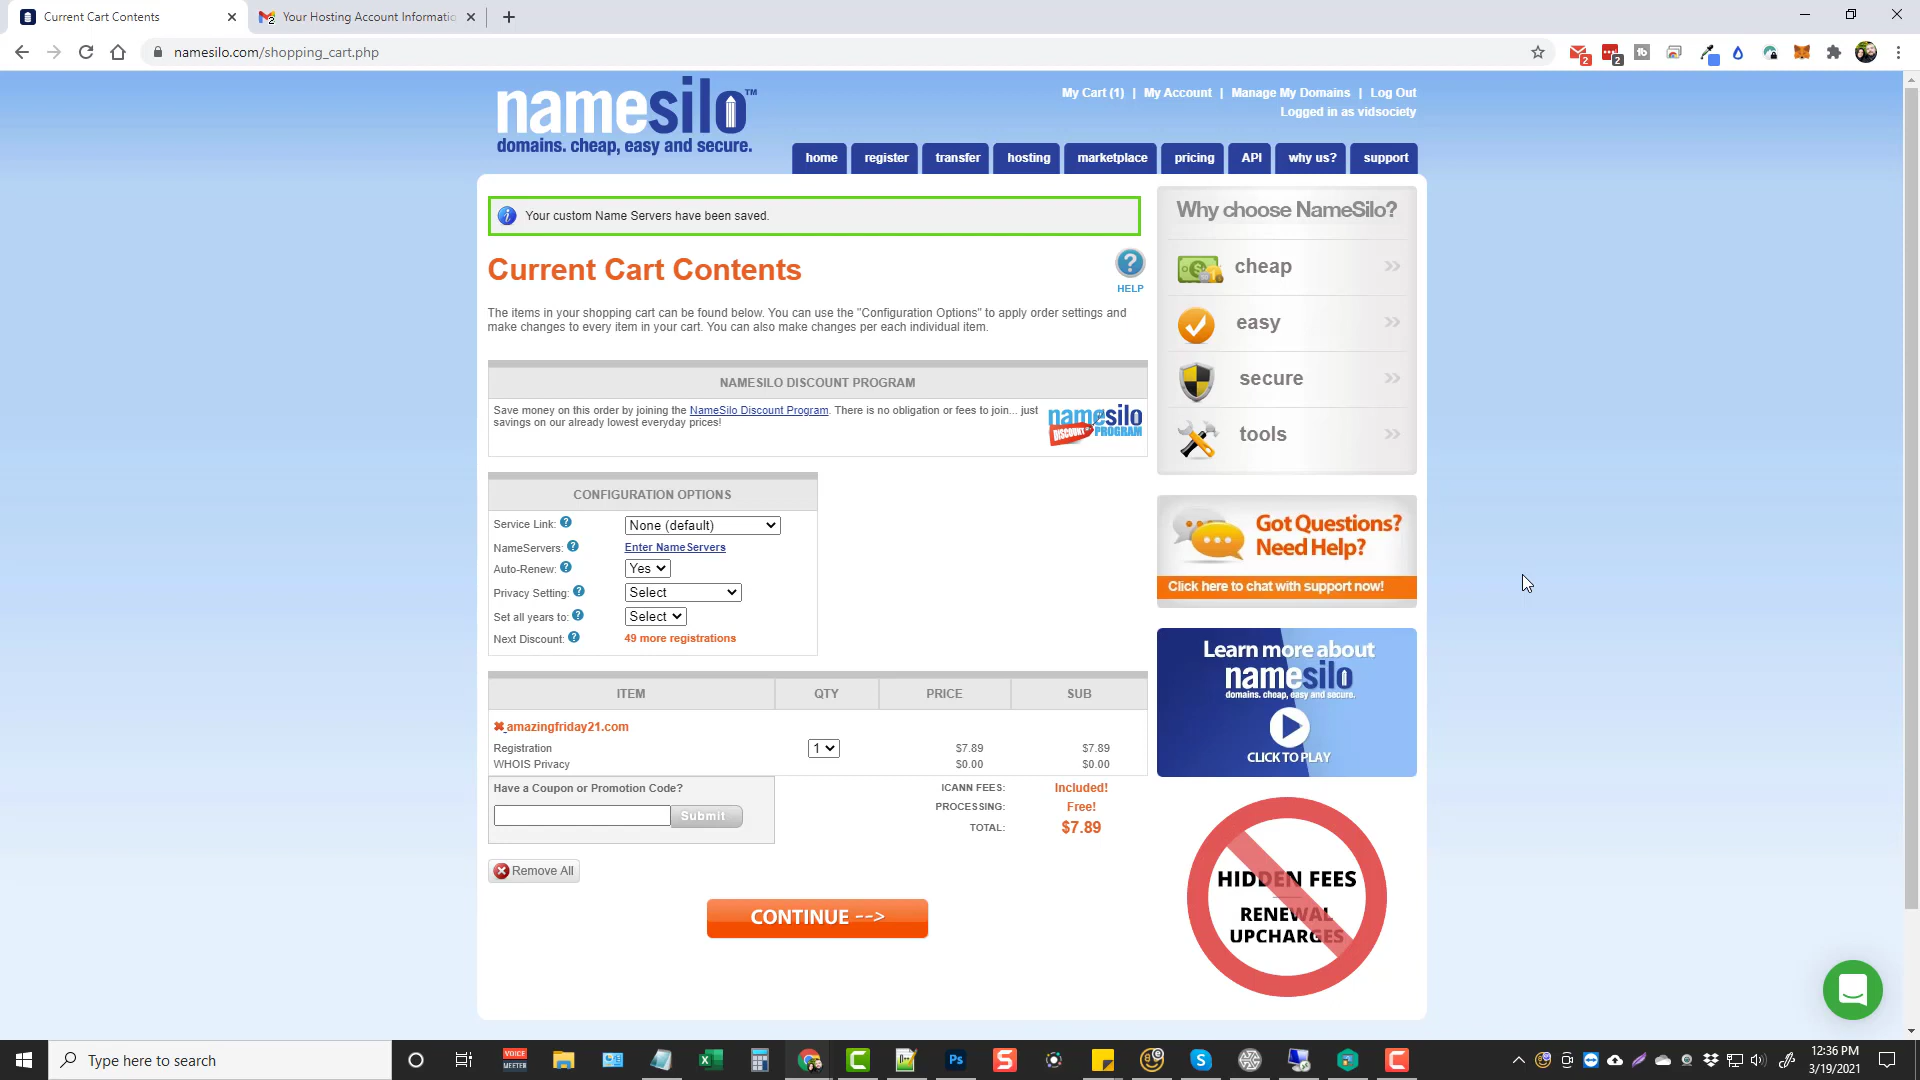 Current Cart Contents
Your Hosting Account Informatio
namesilo.com/shopping_cart.php
2
2
namesilo™
domains. cheap, easy and secure.
My Cart (1) | My Account | Manage My Domains | Log Out
Logged in as vidsociety
home register transfer hosting marketplace pricing API why us? support
Your custom Name Servers have been saved.
Current Cart Contents
HELP
The items in your shopping cart can be found below. You can use the "Configuration Options" to apply order settings and
make changes to every item in your cart. You can also make changes per each individual item.
NAMESILO DISCOUNT PROGRAM
Save money on this order by joining the NameSilo Discount Program. There is no obligation or fees to join... just
savings on our already lowest everyday prices!
namesilo
DISCOUNT PROGRAM
CONFIGURATION OPTIONS
Service Link: None (default)
NameServers: Enter NameServers
Auto-Renew: Yes
Privacy Setting: Select
Set all years to: Select
Next Discount: 49 more registrations
ITEM QTY PRICE SUB
amazingfriday21.com
Registration 1 $7.89 $7.89
WHOIS Privacy $0.00 $0.00
Have a Coupon or Promotion Code?
Submit
ICANN FEES: Included!
PROCESSING: Free!
TOTAL: $7.89
Remove All
CONTINUE -->
Why choose NameSilo?
cheap
easy
secure
tools
Got Questions?
Need Help?
Click here to chat with support now!
Learn more about
namesilo
domains. cheap, easy and secure.
CLICK TO PLAY
HIDDEN FEES
RENEWAL
UPCHARGES
Type here to search
VOICE
MEETER
Ps
12:36 PM
3/19/2021